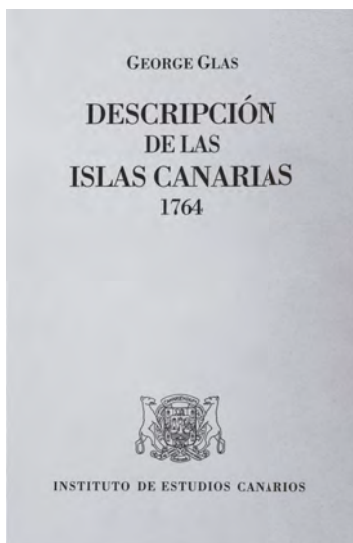 GEORGE GLAS
DESCRIPCIÓN
DE LAS
ISLAS CANARIAS
1764
INSTITUTO DE ESTUDIOS CANARIOS